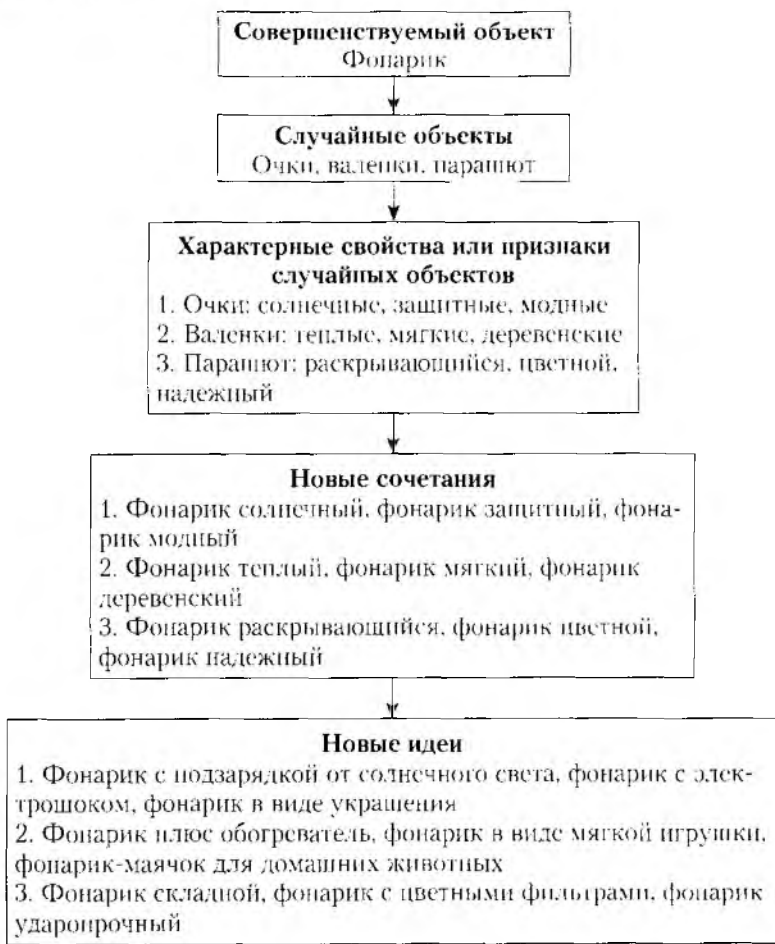 Совершенствуемый объект
Фонарик
Случайные объекты
Очки, валенки, парашют
Характерные свойства или признаки
случайных объектов
1. Очки: солнечные, защитные, модные
2. Валенки: теплые, мягкие, деревенские
3. Парашют: раскрывающийся, цветной,
надежный
Новые сочетания
1. Фонарик солнечный, фонарик защитный, фона-
рик модный
2. Фонарик теплый, фонарик мягкий, фонарик
деревенский
3. Фонарик раскрывающийся, фонарик цветной,
фонарик надежный
Новые идеи
1. Фонарик с подзарядкой от солнечного света, фонарик с элек-
трошоком, фонарик в виде украшения
2. Фонарик плюс обогреватель, фонарик в виде мягкой игрушки,
фонарик-маячок для домашних животных
3. Фонарик складной, фонарик с цветными фильтрами, фонарик
ударопрочный